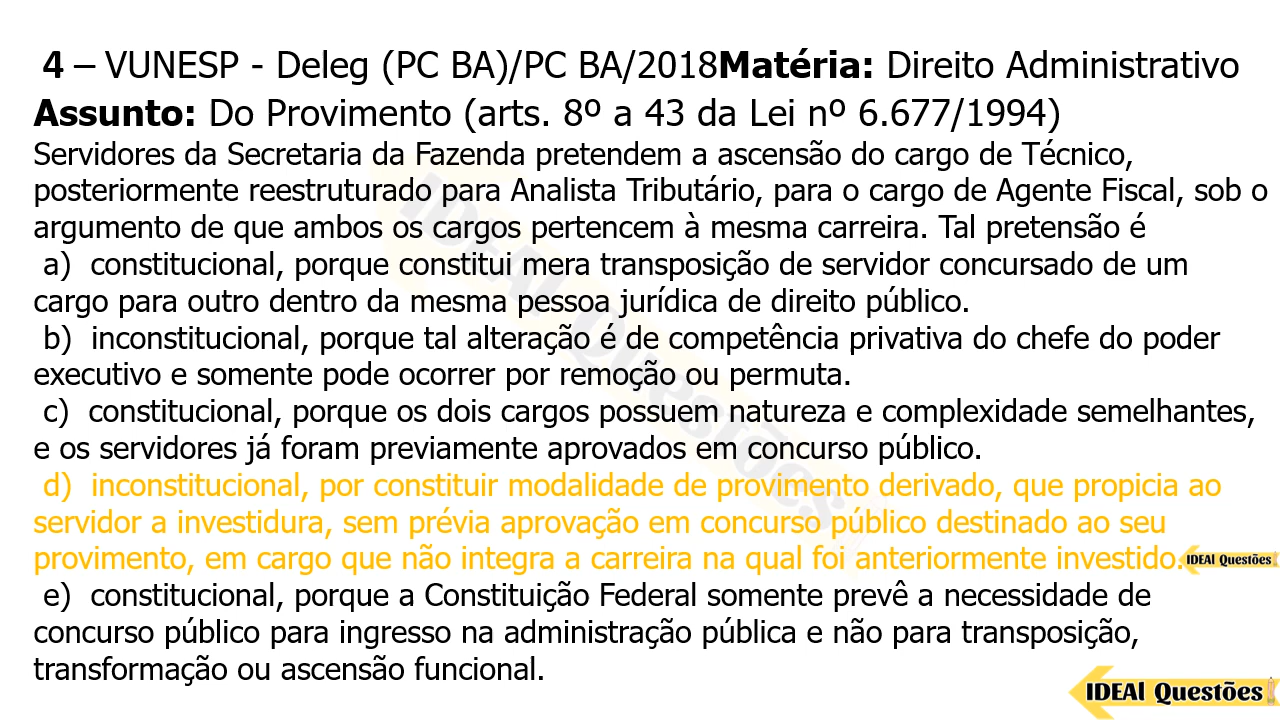 4 – VUNESP - Deleg (PC BA)/PC BA/2018Matéria: Direito Administrativo
Assunto: Do Provimento (arts. 8º a 43 da Lei nº 6.677/1994)
Servidores da Secretaria da Fazenda pretendem a ascensão do cargo de Técnico,
posteriormente reestruturado para Analista Tributário, para o cargo de Agente Fiscal, sob o
argumento de que ambos os cargos pertencem à mesma carreira. Tal pretensão é
a) constitucional, porque constitui mera transposição de servidor concursado de um
cargo para outro dentro da mesma pessoa jurídica de direito público.
b) inconstitucional, porque tal alteração é de competência privativa do chefe do poder
executivo e somente pode ocorrer por remoção ou permuta.
c) constitucional, porque os dois cargos possuem natureza e complexidade semelhantes,
e os servidores já foram previamente aprovados em concurso público.
d) inconstitucional, por constituir modalidade de provimento derivado, que propicia ao
servidor a investidura, sem prévia aprovação em concurso público destinado ao seu
provimento, em cargo que não integra a carreira na qual foi anteriormente investido.
IDEAl Questões
e) constitucional, porque a Constituição Federal somente prevê a necessidade de
concurso público para ingresso na administração pública e não para transposição,
transformação ou ascensão funcional.
IDEAl Questões
IDEAl Questões